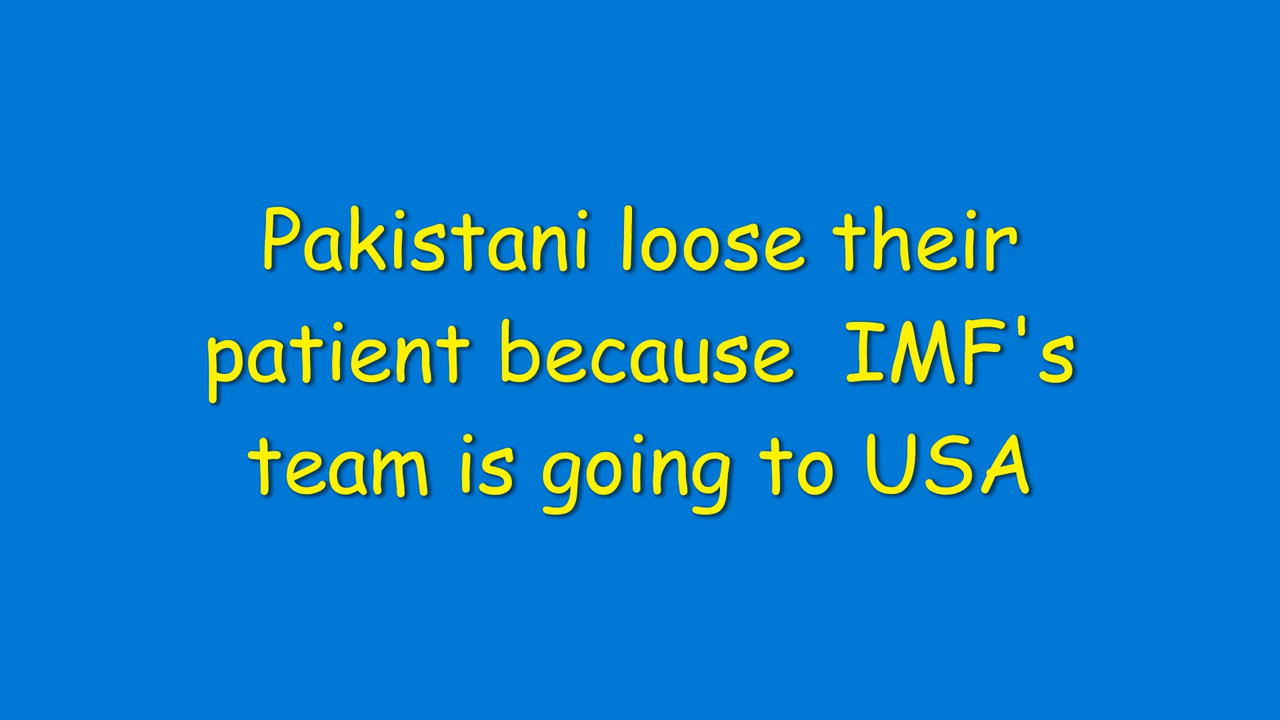 Pakistani loose their
patient because  IMF's
team is going to USA